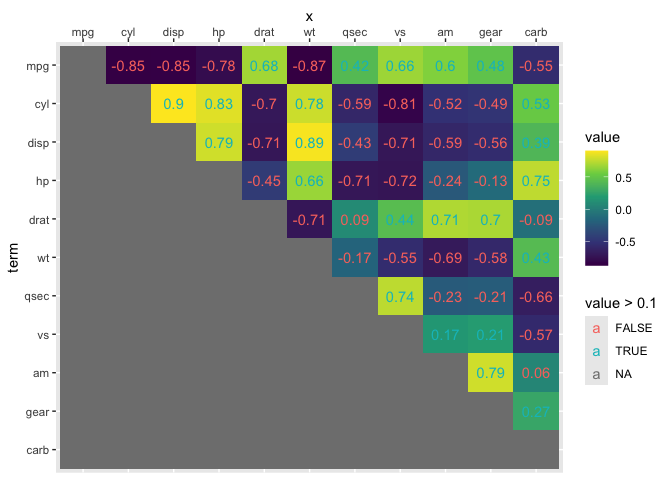 x
mpg cyl disp hp drat wt qsec vs am gear carb
mpg -0.85 -0.85 -0.78 0.68 -0.87 0.42 0.66 0.6 0.48 -0.55
cyl 0.9 0.83 -0.7 0.78 -0.59 -0.81 -0.52 -0.49 0.53
disp 0.79 -0.71 0.89 -0.43 -0.71 -0.59 -0.56 0.39
hp -0.45 0.66 -0.71 -0.72 -0.24 -0.13 0.75
drat -0.71 0.09 0.44 0.71 0.7 -0.09
wt -0.17 -0.55 -0.69 -0.58 0.43
qsec 0.74 -0.23 -0.21 -0.66
vs 0.17 0.21 -0.57
am 0.79 0.06
gear 0.27
carb
term
value
0.5
0.0
-0.5
value > 0.1
a FALSE
a TRUE
a NA